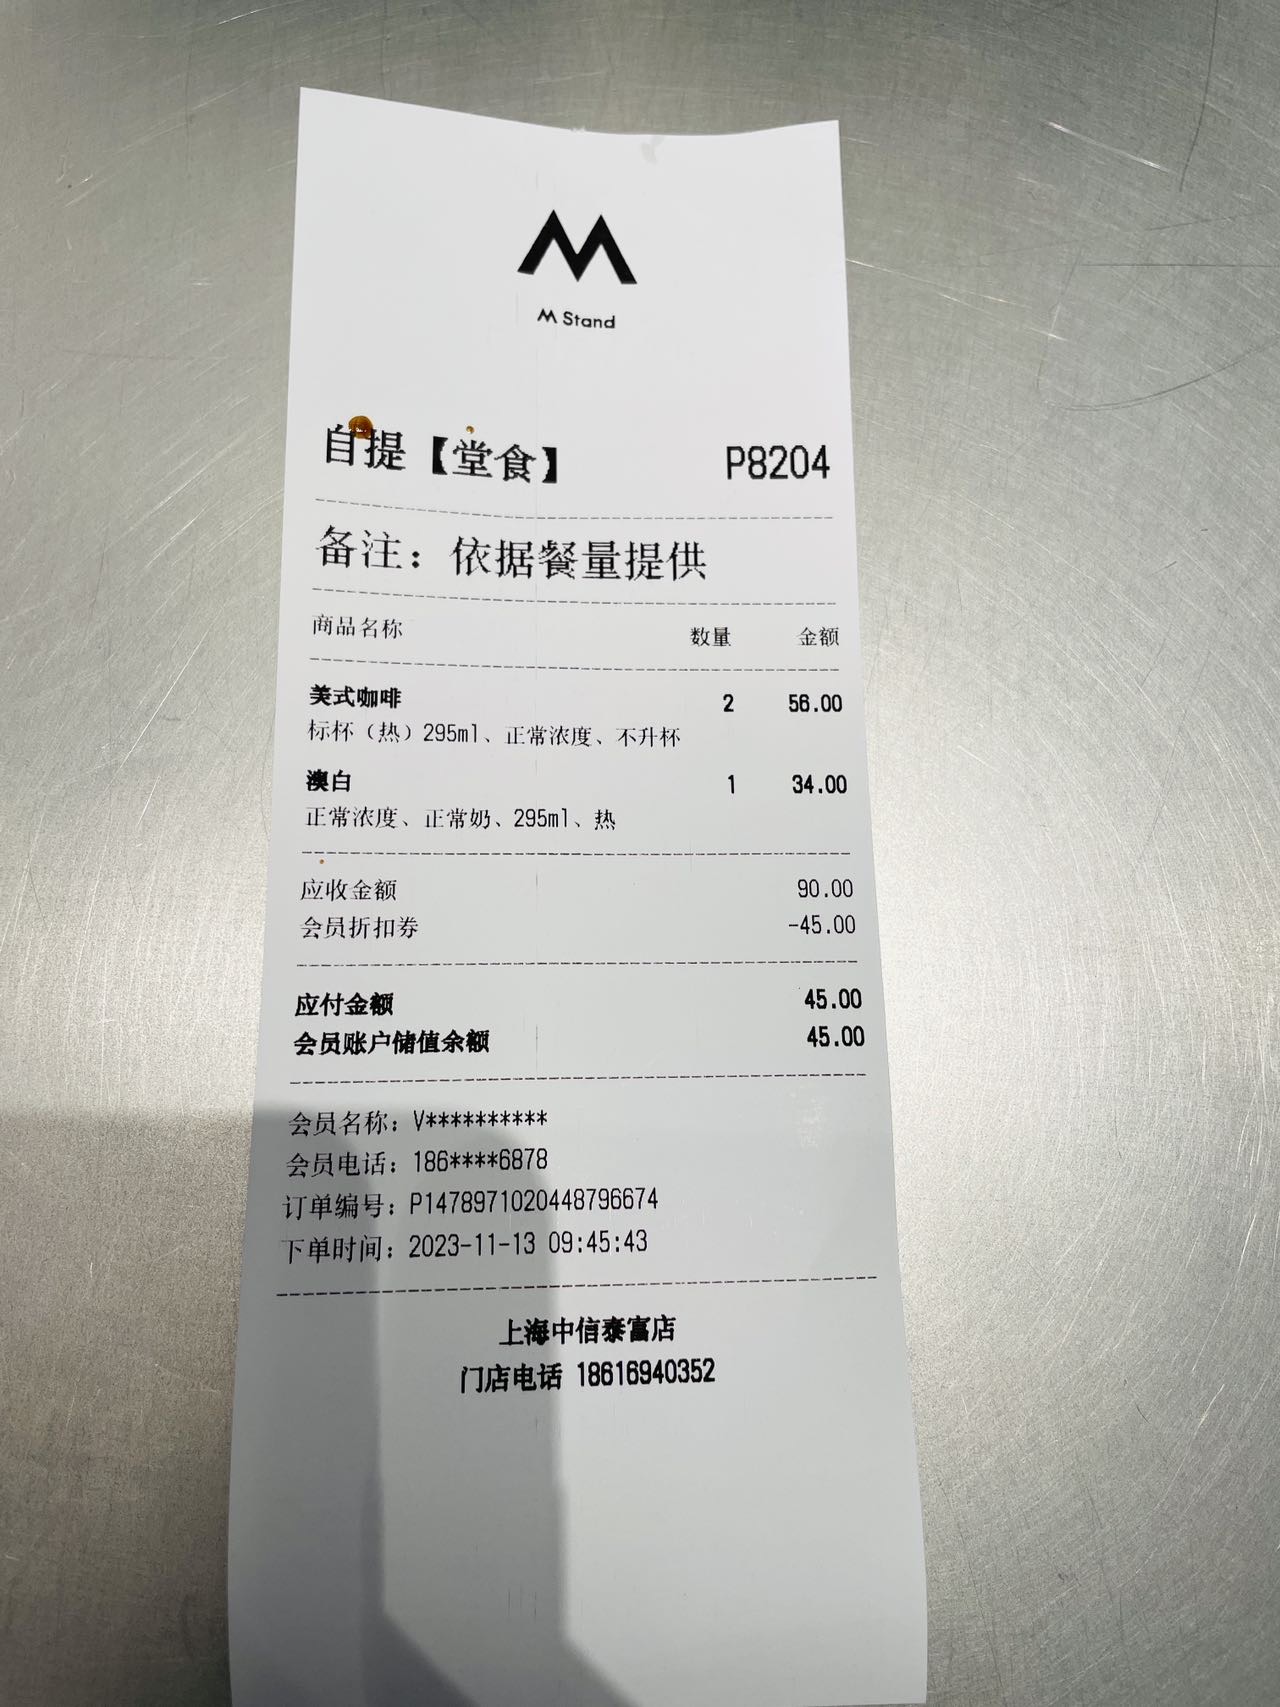 M Stand
自提【堂食】 P8204
备注：依据餐量提供
商品名称 数量 金额
美式咖啡 2 56.00
标杯（热）295ml、正常浓度、不升杯
澳白 1 34.00
正常浓度、正常奶、295ml、热
应收金额 90.00
会员折扣券 -45.00
应付金额 45.00
会员账户储值余额 45.00
会员名称：V**********
会员电话：186****6878
订单编号：P1478971020448796674
下单时间：2023-11-13 09:45:43
上海中信泰富店
门店电话 18616940352